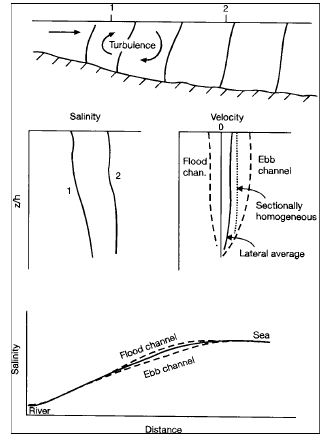 1
2
Turbulence
Salinity
Velocity
0
z/h
1
2
Flood
chan.
Ebb
channel
Sectionally
homogeneous
Lateral average
Salinity
Flood channel
Ebb channel
Sea
River
Distance